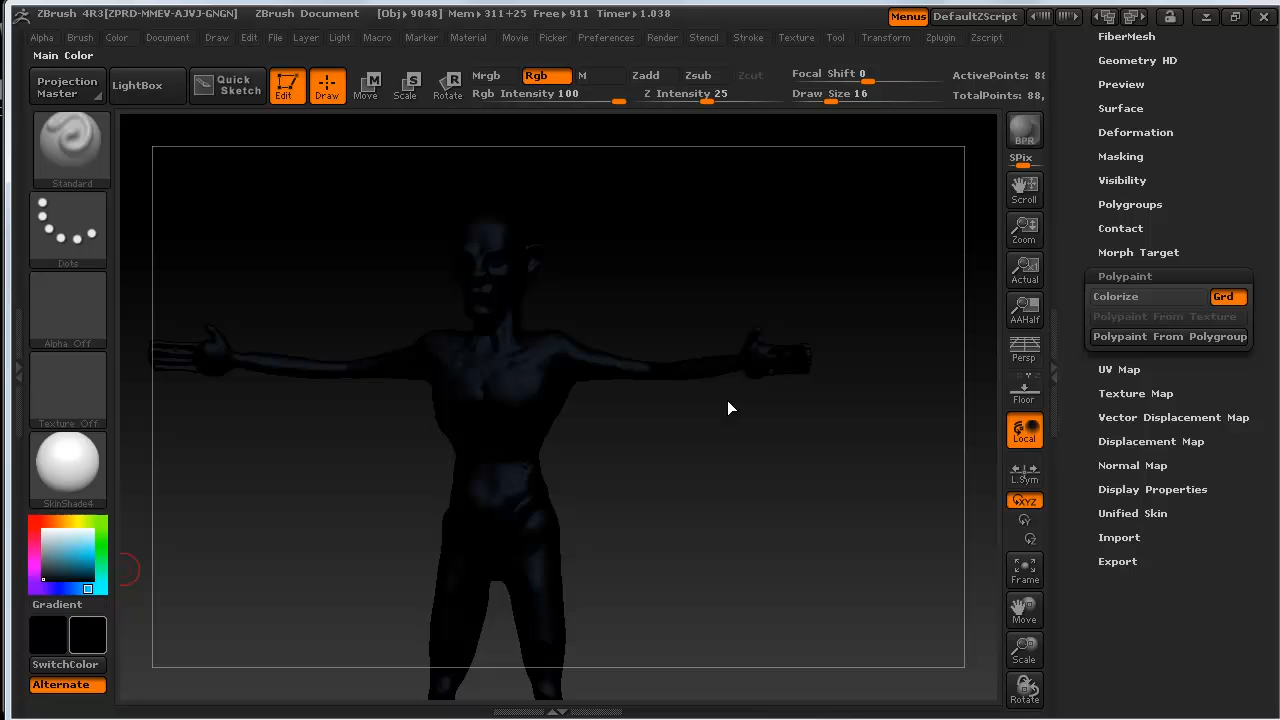 ZBrush 4R3[ZPRD-MMEV-AJVJ-GNGN] ZBrush Document [Obj▸9048] Mem▸311+25 Free▸911 Timer▸1.038 Menus DefaultZScript
Alpha Brush Color Document Draw Edit File Layer Light Macro Marker Material Movie Picker Preferences Render Stencil Stroke Texture Tool Transform Zplugin Zscript
Main Color
Projection Master
LightBox
Quick Sketch
Edit
Draw
Move
Scale
Rotate
Mrgb Rgb M
Rgb Intensity 100
Zadd Zsub Zcut
Z Intensity 25
Focal Shift 0
Draw Size 16
ActivePoints: 88
TotalPoints: 88,
Standard
Dots
Alpha Off
Texture Off
SkinShade4
Gradient
SwitchColor
Alternate
BPR
SPix
Scroll
Zoom
Actual
AAHalf
Persp
Floor
Local
L.Sym
XYZ
Y
Z
Frame
Move
Scale
Rotate
FiberMesh
Geometry HD
Preview
Surface
Deformation
Masking
Visibility
Polygroups
Contact
Morph Target
Polypaint
Colorize Grd
Polypaint From Texture
Polypaint From Polygroup
UV Map
Texture Map
Vector Displacement Map
Displacement Map
Normal Map
Display Properties
Unified Skin
Import
Export